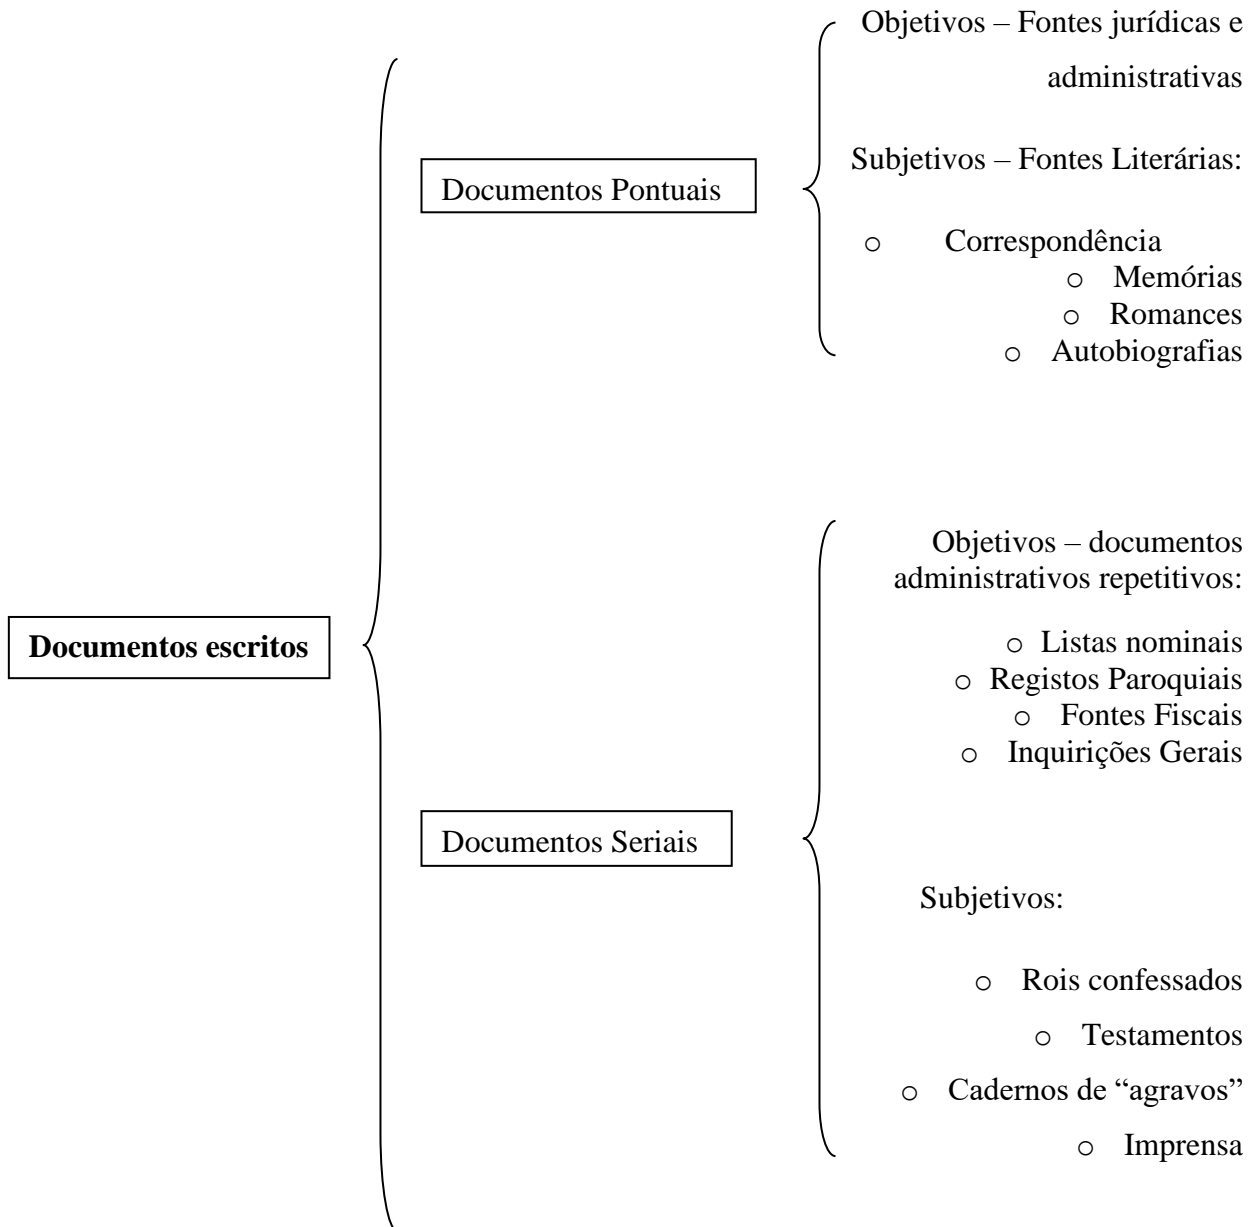 Objetivos – Fontes jurídicas e
administrativas
Documentos Pontuais
Subjetivos – Fontes Literárias:
o Correspondência
o Memórias
o Romances
o Autobiografias
Documentos escritos
Objetivos – documentos
administrativos repetitivos:
o Listas nominais
o Registos Paroquiais
o Fontes Fiscais
o Inquirições Gerais
Documentos Seriais
Subjetivos:
o Rois confessados
o Testamentos
o Cadernos de “agravos”
o Imprensa